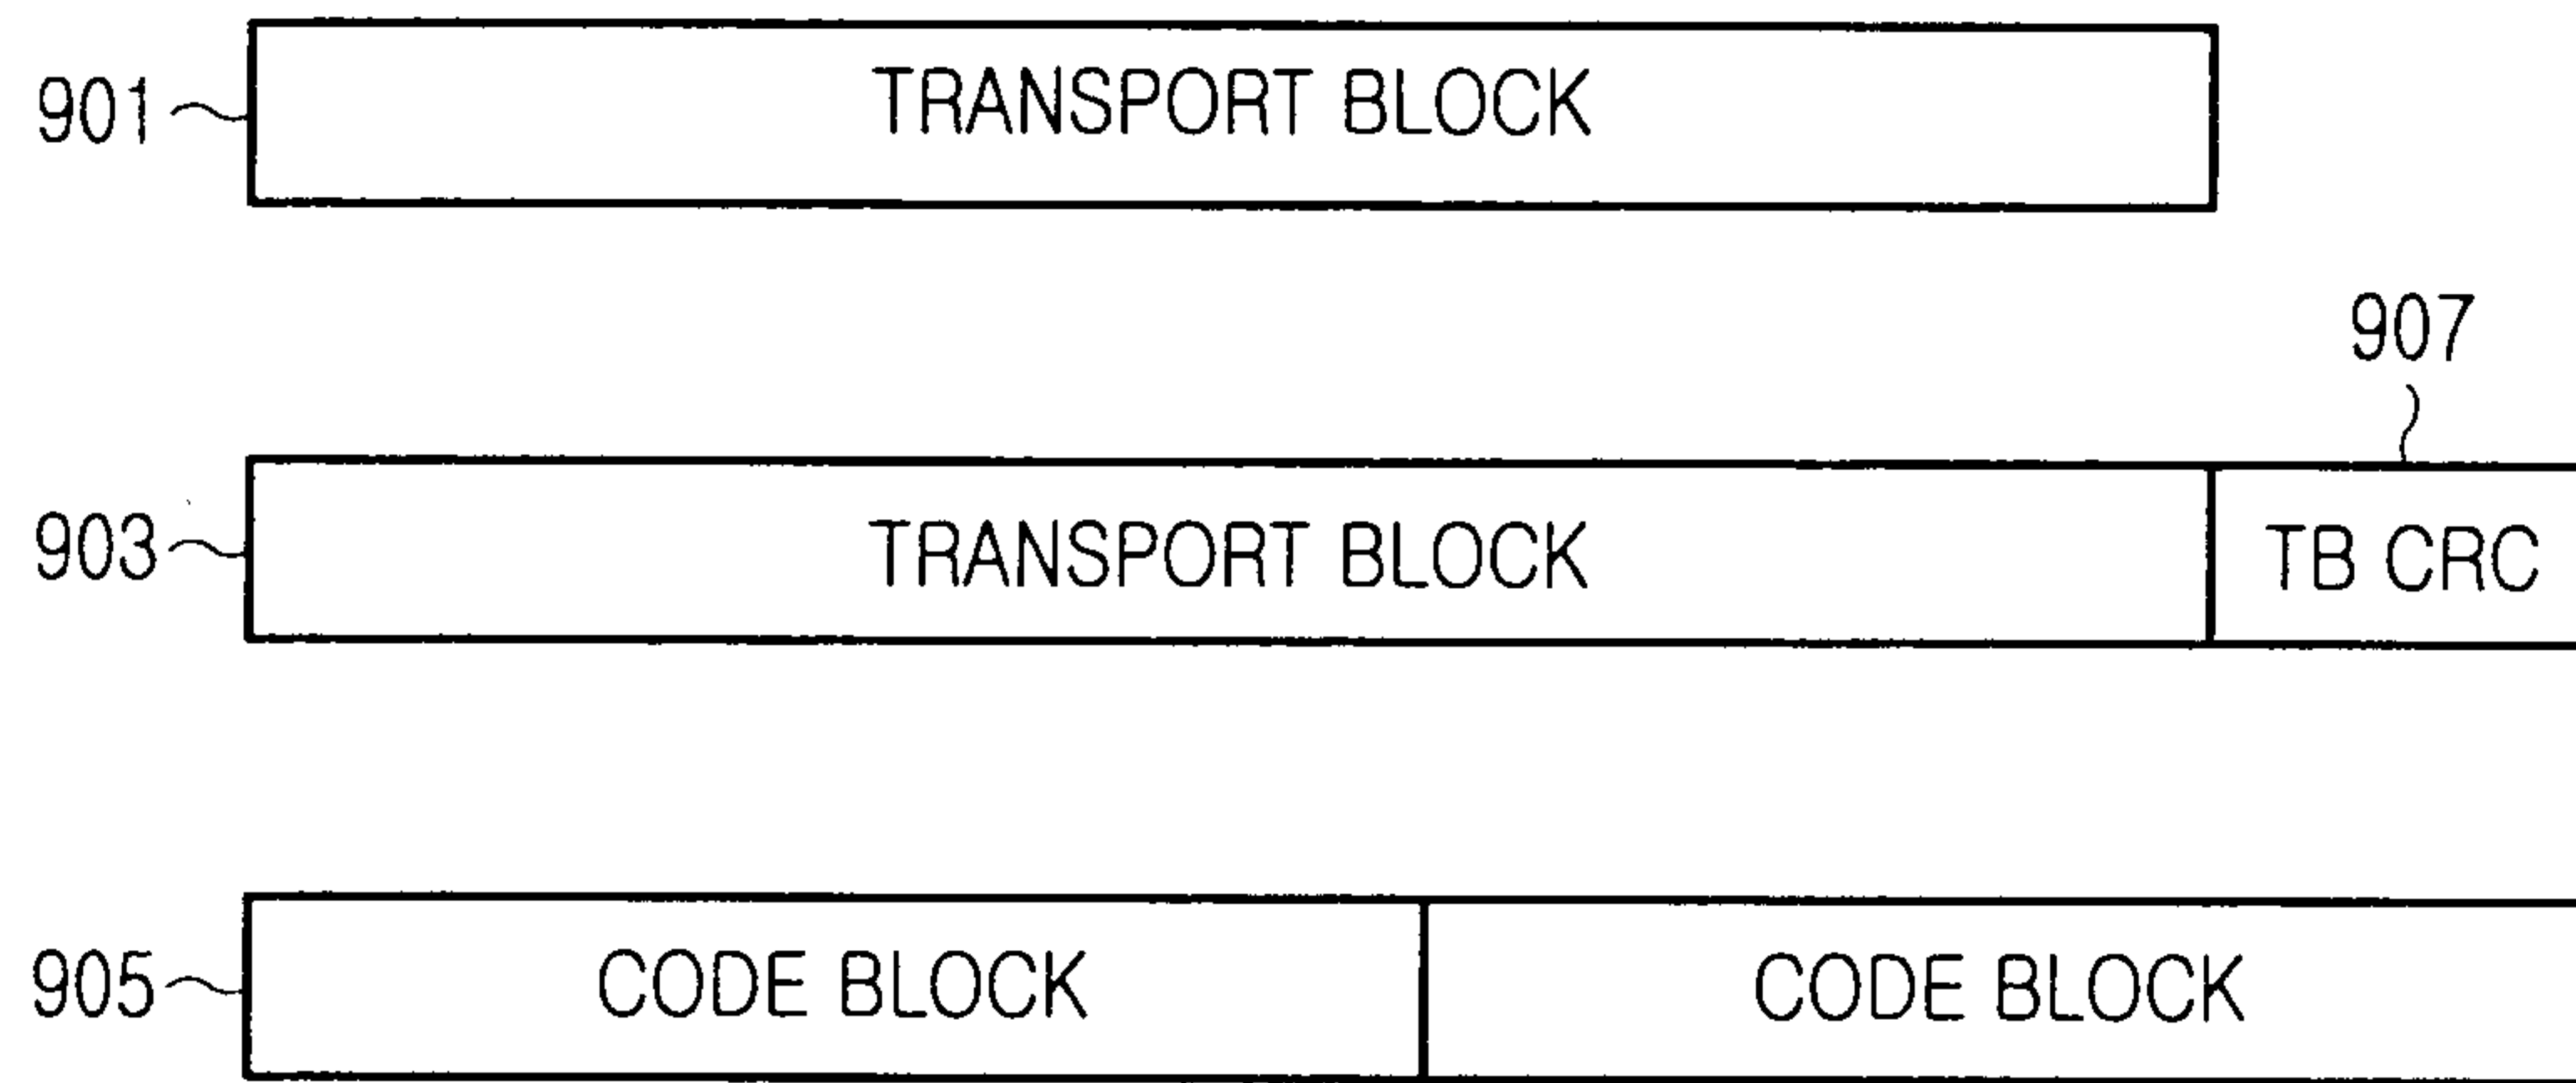 901 TRANSPORT BLOCK
907
903 TRANSPORT BLOCK TB CRC
905 CODE BLOCK CODE BLOCK